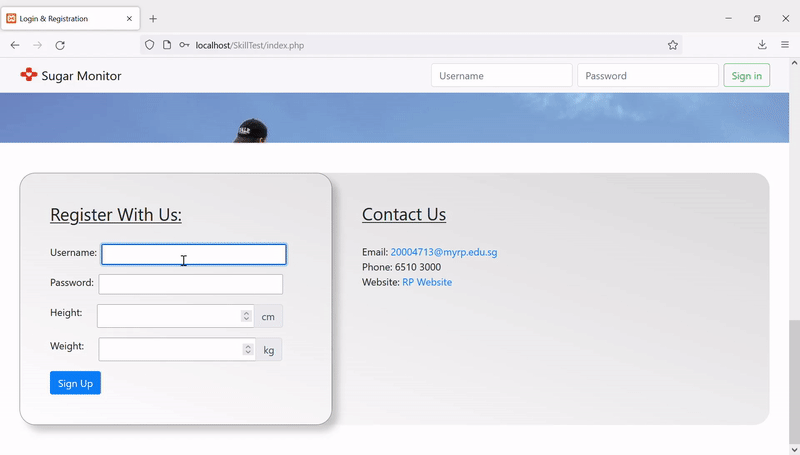 Login & Registration
localhost/SkillTest/index.php
Sugar Monitor
Username
Password
Sign in
Register With Us:
Username:
Password:
Height:
cm
Weight:
kg
Sign Up
Contact Us
Email: 20004713@myrp.edu.sg
Phone: 6510 3000
Website: RP Website